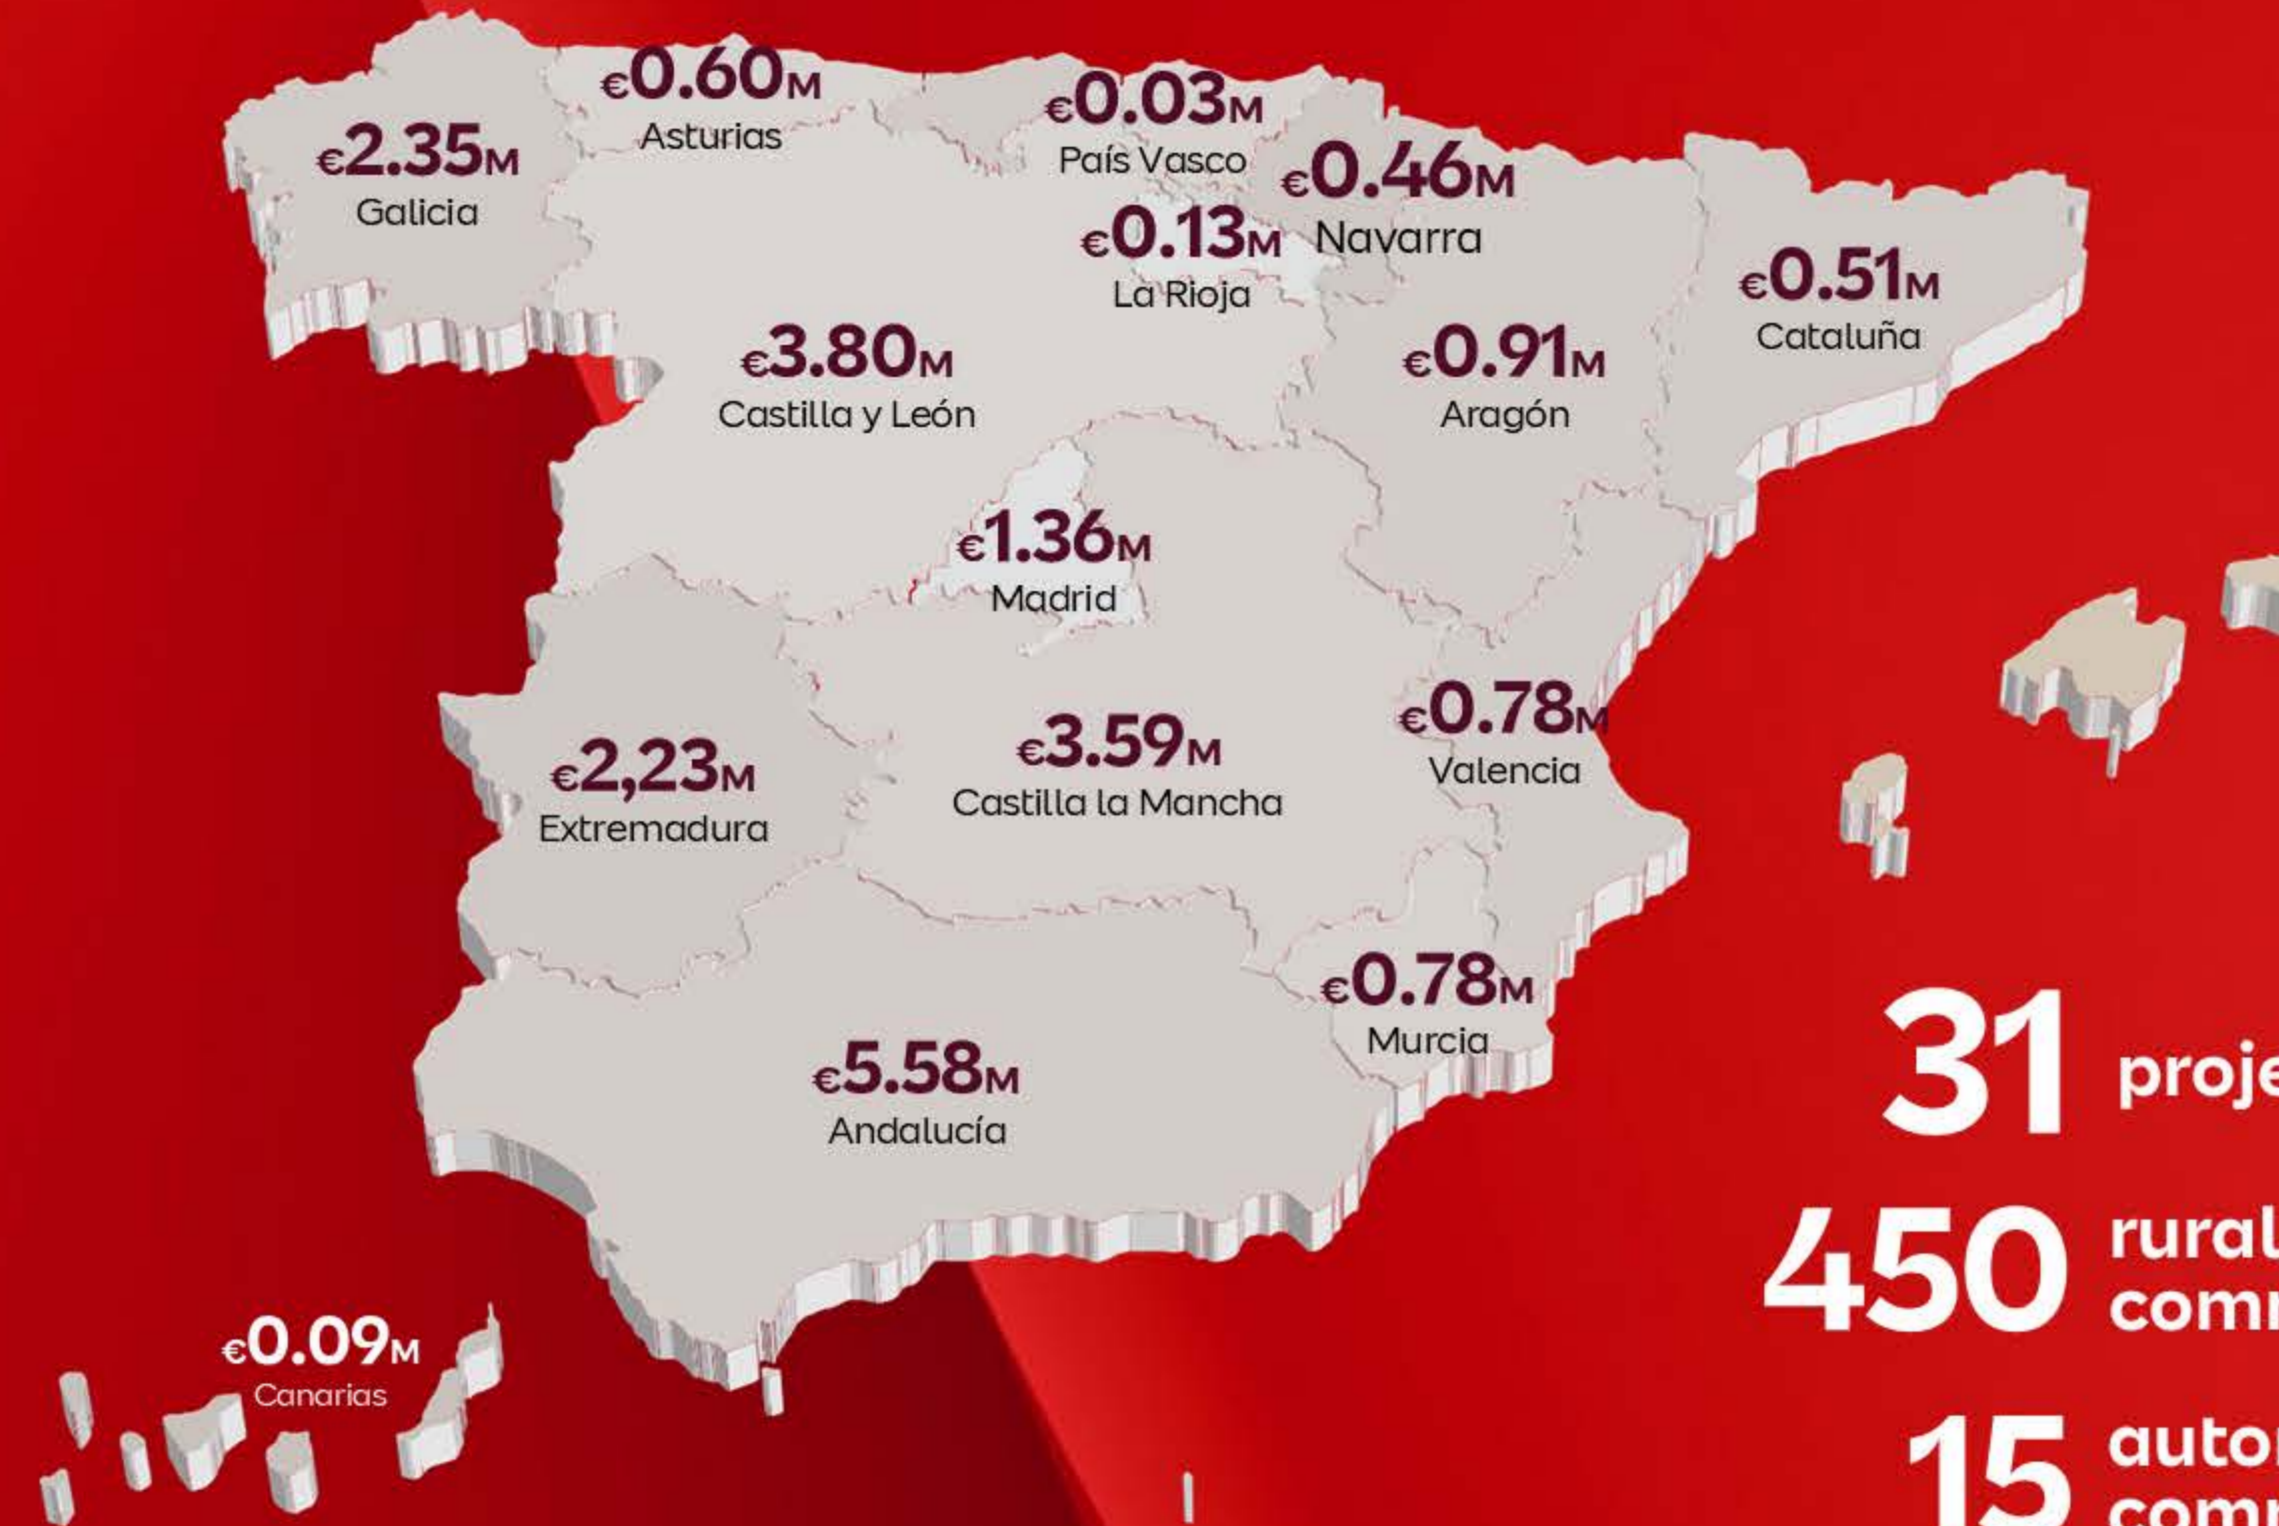 €0.60M
Asturias
€0.03M
País Vasco
€2.35M
Galicia
€0.46M
Navarra
€0.13M
La Rioja
€0.51M
Cataluña
€3.80M
Castilla y León
€0.91M
Aragón
€1.36M
Madrid
€0.78M
Valencia
€3.59M
Castilla la Mancha
€2,23M
Extremadura
€0.78M
Murcia
€5.58M
Andalucía
€0.09M
Canarias
31
450 rural
15